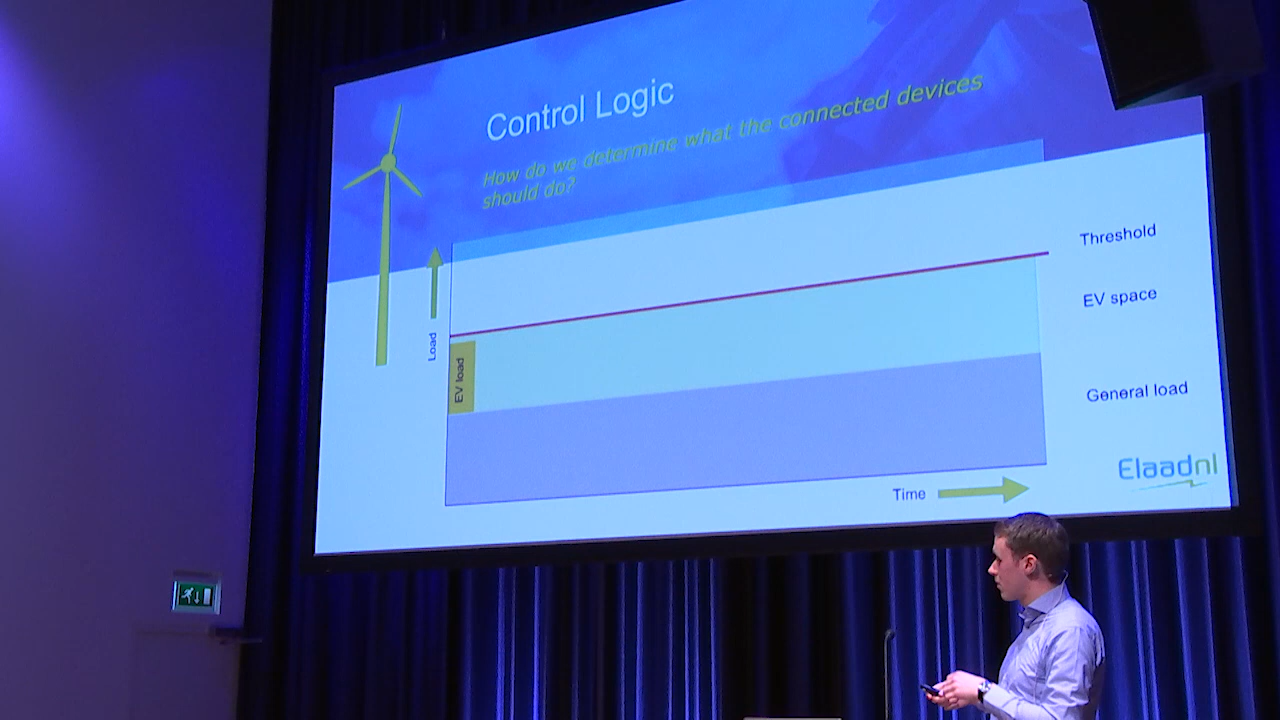 Control Logic
How do we determine what the connected devices
should do?
Threshold
EV space
Load
EV load
General load
Elaadnl
Time